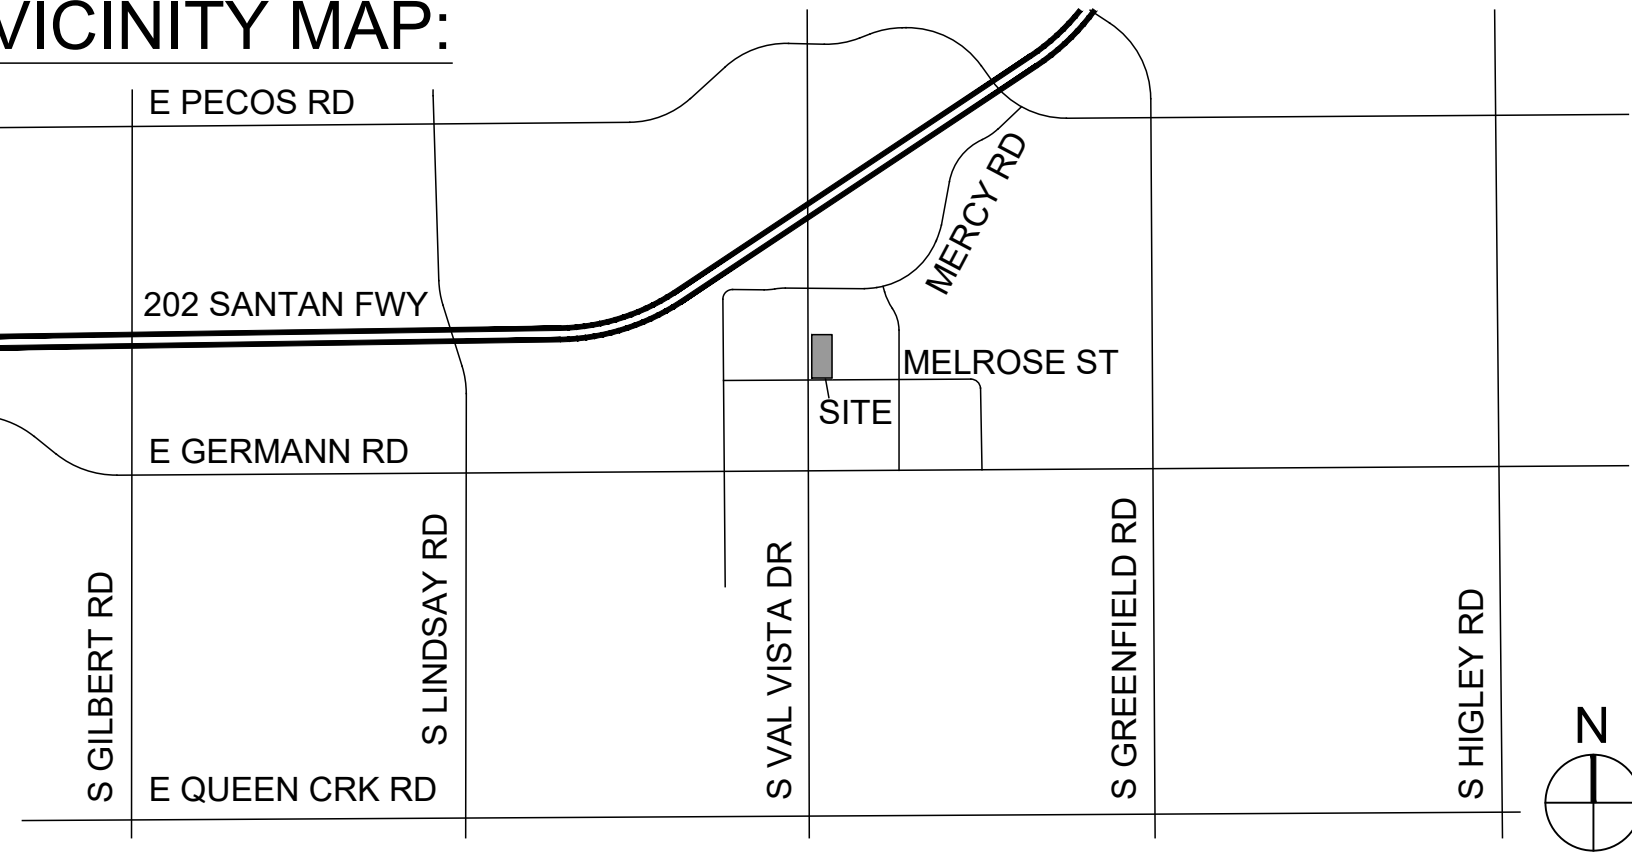 VICINITY MAP:
E PECOS RD
MERCY RD
202 SANTAN FWY
MELROSE ST
SITE
E GERMANN RD
S GILBERT RD
S LINDSAY RD
S VAL VISTA DR
S GREENFIELD RD
S HIGLEY RD
N
E QUEEN CRK RD